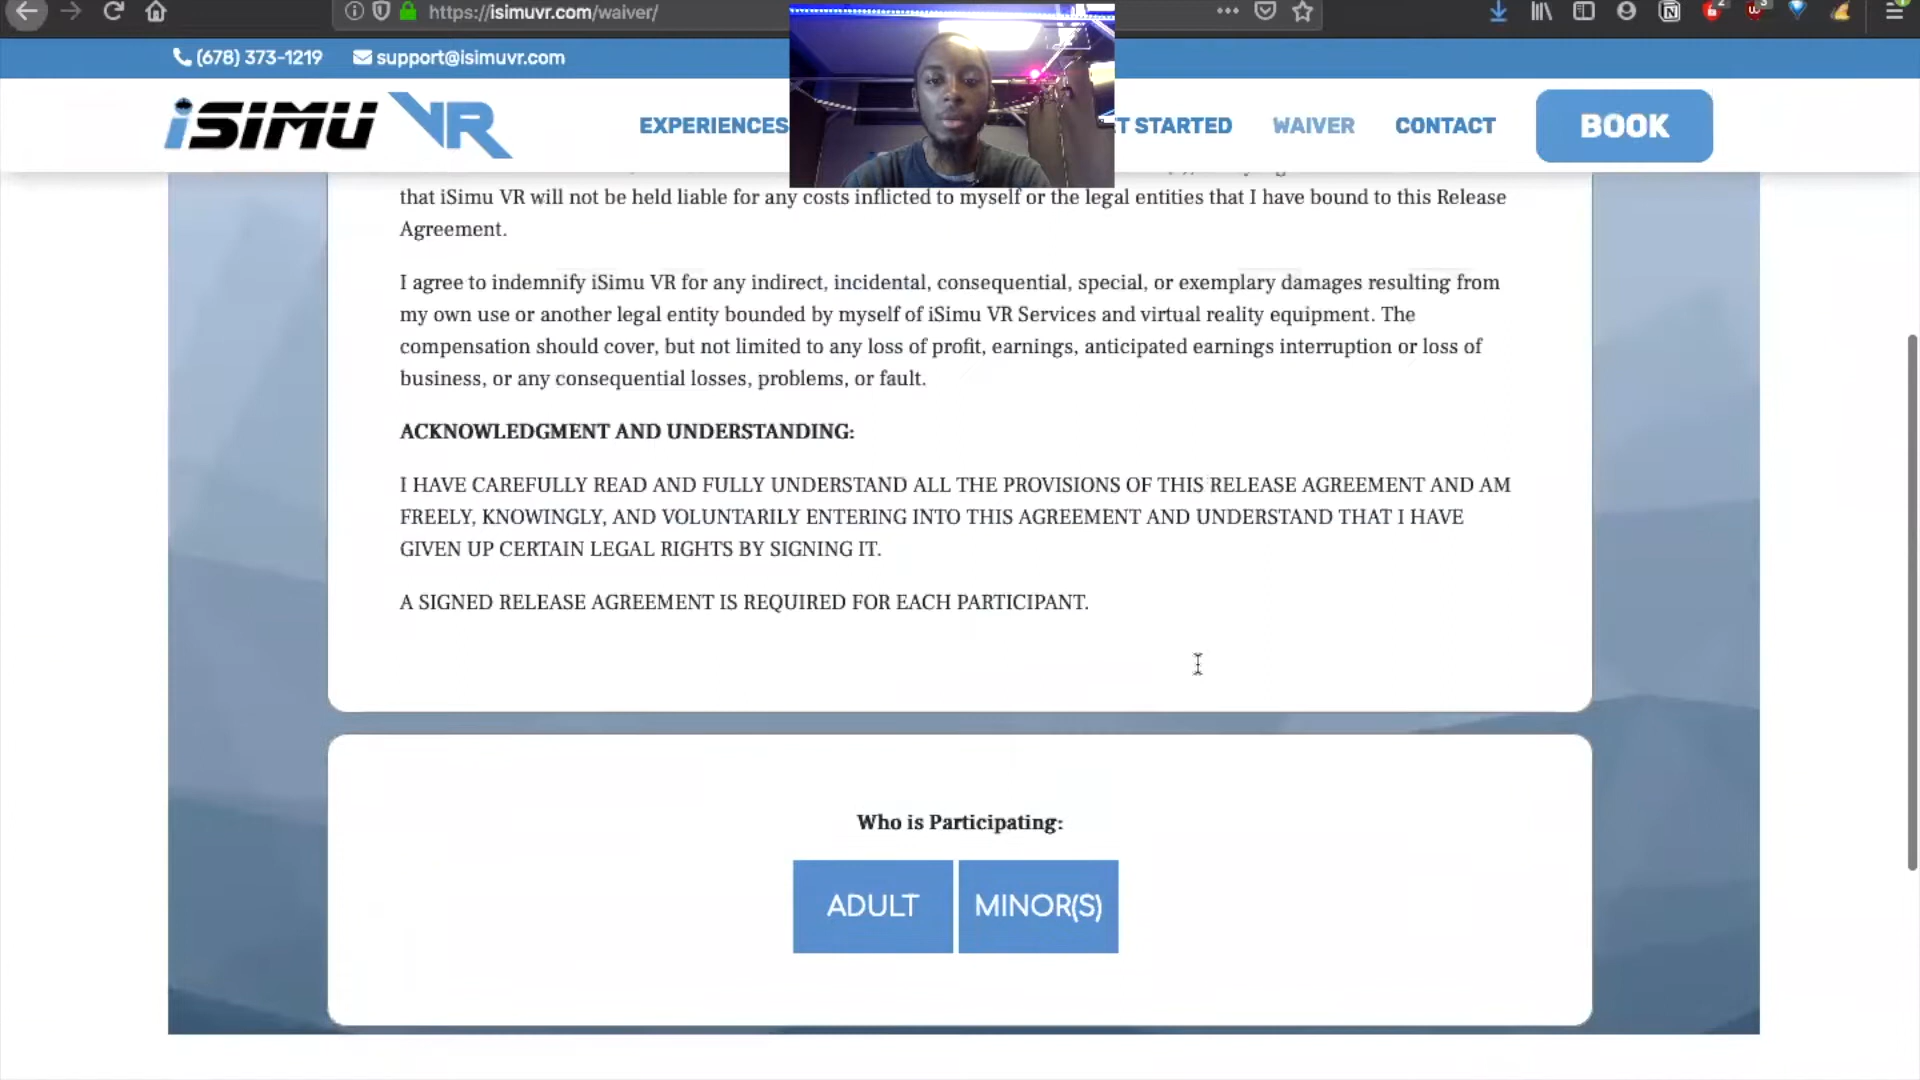 https://isimuvr.com/waiver/
(678) 373-1219 support@isimuvr.com
iSIMU VR
EXPERIENCES
T STARTED
WAIVER
CONTACT
BOOK
that iSimu VR will not be held liable for any costs inflicted to myself or the legal entities that I have bound to this Release
Agreement.
I agree to indemnify iSimu VR for any indirect, incidental, consequential, special, or exemplary damages resulting from
my own use or another legal entity bounded by myself of iSimu VR Services and virtual reality equipment. The
compensation should cover, but not limited to any loss of profit, earnings, anticipated earnings interruption or loss of
business, or any consequential losses, problems, or fault.
ACKNOWLEDGMENT AND UNDERSTANDING:
I HAVE CAREFULLY READ AND FULLY UNDERSTAND ALL THE PROVISIONS OF THIS RELEASE AGREEMENT AND AM
FREELY, KNOWINGLY, AND VOLUNTARILY ENTERING INTO THIS AGREEMENT AND UNDERSTAND THAT I HAVE
GIVEN UP CERTAIN LEGAL RIGHTS BY SIGNING IT.
A SIGNED RELEASE AGREEMENT IS REQUIRED FOR EACH PARTICIPANT.
Who is Participating:
ADULT
MINOR(S)